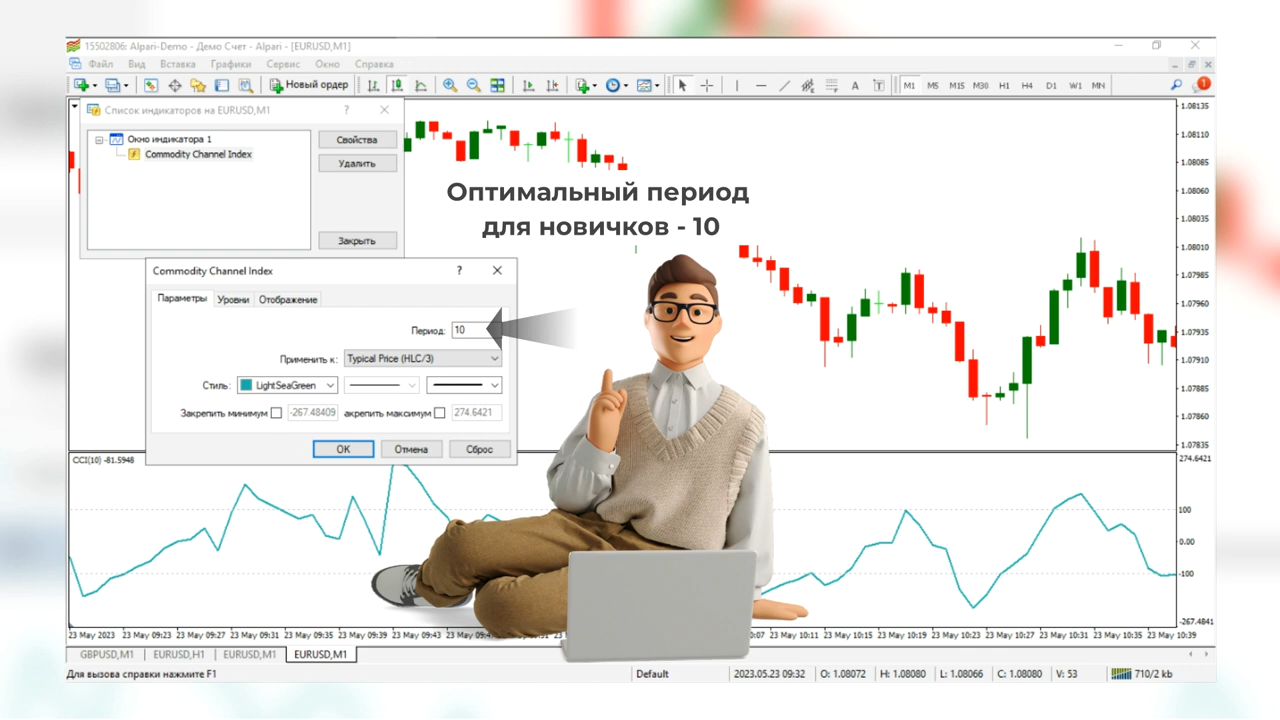 15502806: Alpari-Demo - Демо Счет - Alpari - [EURUSD,M1]
Файл Вид Вставка Графики Сервис Окно Справка
Новый ордер
A T M1 M5 M15 M30 H1 H4 D1 W1 MN 1
Список индикаторов на EURUSD,M1 ?
Окно индикатора 1
Commodity Channel Index
Свойства
Удалить
Закрыть
Оптимальный период
для новичков - 10
Commodity Channel Index ?
Параметры Уровни Отображение
Период: 10
Применить к: Typical Price (HLC/3)
Стиль: LightSeaGreen
Закрепить минимум -267.48409 акрепить максимум 274.6421
OK Отмена Сброс
1.08135
1.08110
1.08085
1.08060
1.08035
1.08010
1.07985
1.07960
1.07935
1.07910
1.07885
1.07860
1.07835
CCI(10) -81.5948
274.6421
100
0.00
-100
-267.4841
23 May 2023 23 May 09:23 23 May 09:27 23 May 09:31 23 May 09:35 23 May 09:39 23 May 09:43 23 May 09:4 :07 23 May 10:11 23 May 10:15 23 May 10:19 23 May 10:23 23 May 10:27 23 May 10:31 23 May 10:35 23 May 10:39
GBPUSD,M1 EURUSD,H1 EURUSD,M1 EURUSD,M1
Для вызова справки нажмите F1 Default 2023.05.23 09:32 O: 1.08072 H: 1.08080 L: 1.08066 C: 1.08080 V: 53 710/2 kb